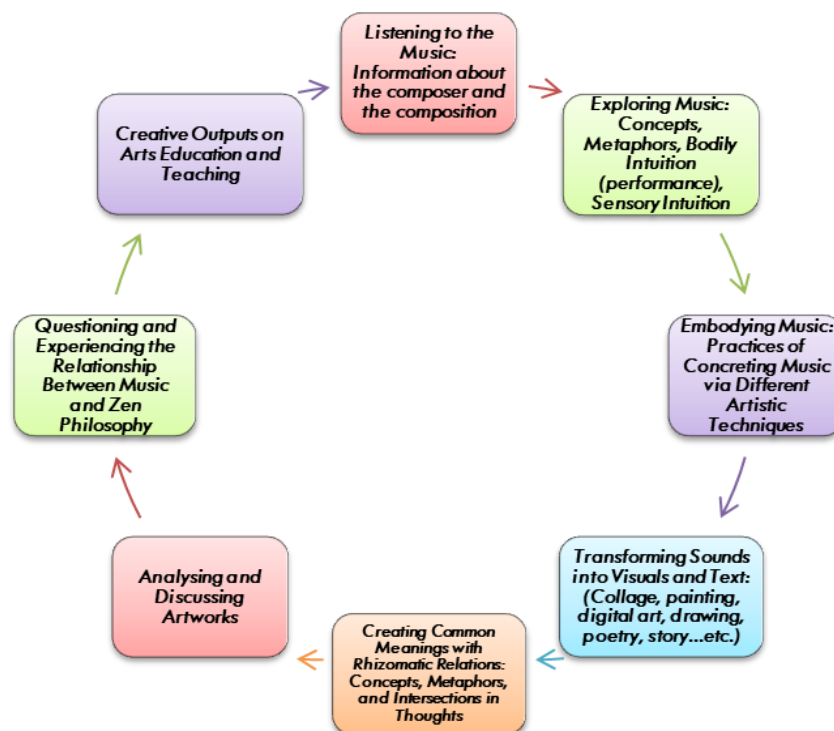 Listening to the
Music:
Information about
the composer and
the composition
Exploring Music:
Concepts,
Metaphors, Bodily
Intuition
(performance),
Sensory Intuition
Embodying Music:
Practices of
Concreting Music
via Different
Artistic
Techniques
Transforming Sounds
into Visuals and Text:
(Collage, painting,
digital art, drawing,
poetry, story...etc.)
Creating Common
Meanings with
Rhizomatic Relations:
Concepts, Metaphors,
and Intersections in
Thoughts
Analysing and
Discussing
Artworks
Questioning and
Experiencing the
Relationship
Between Music
and Zen
Philosophy
Creative Outputs on
Arts Education and
Teaching